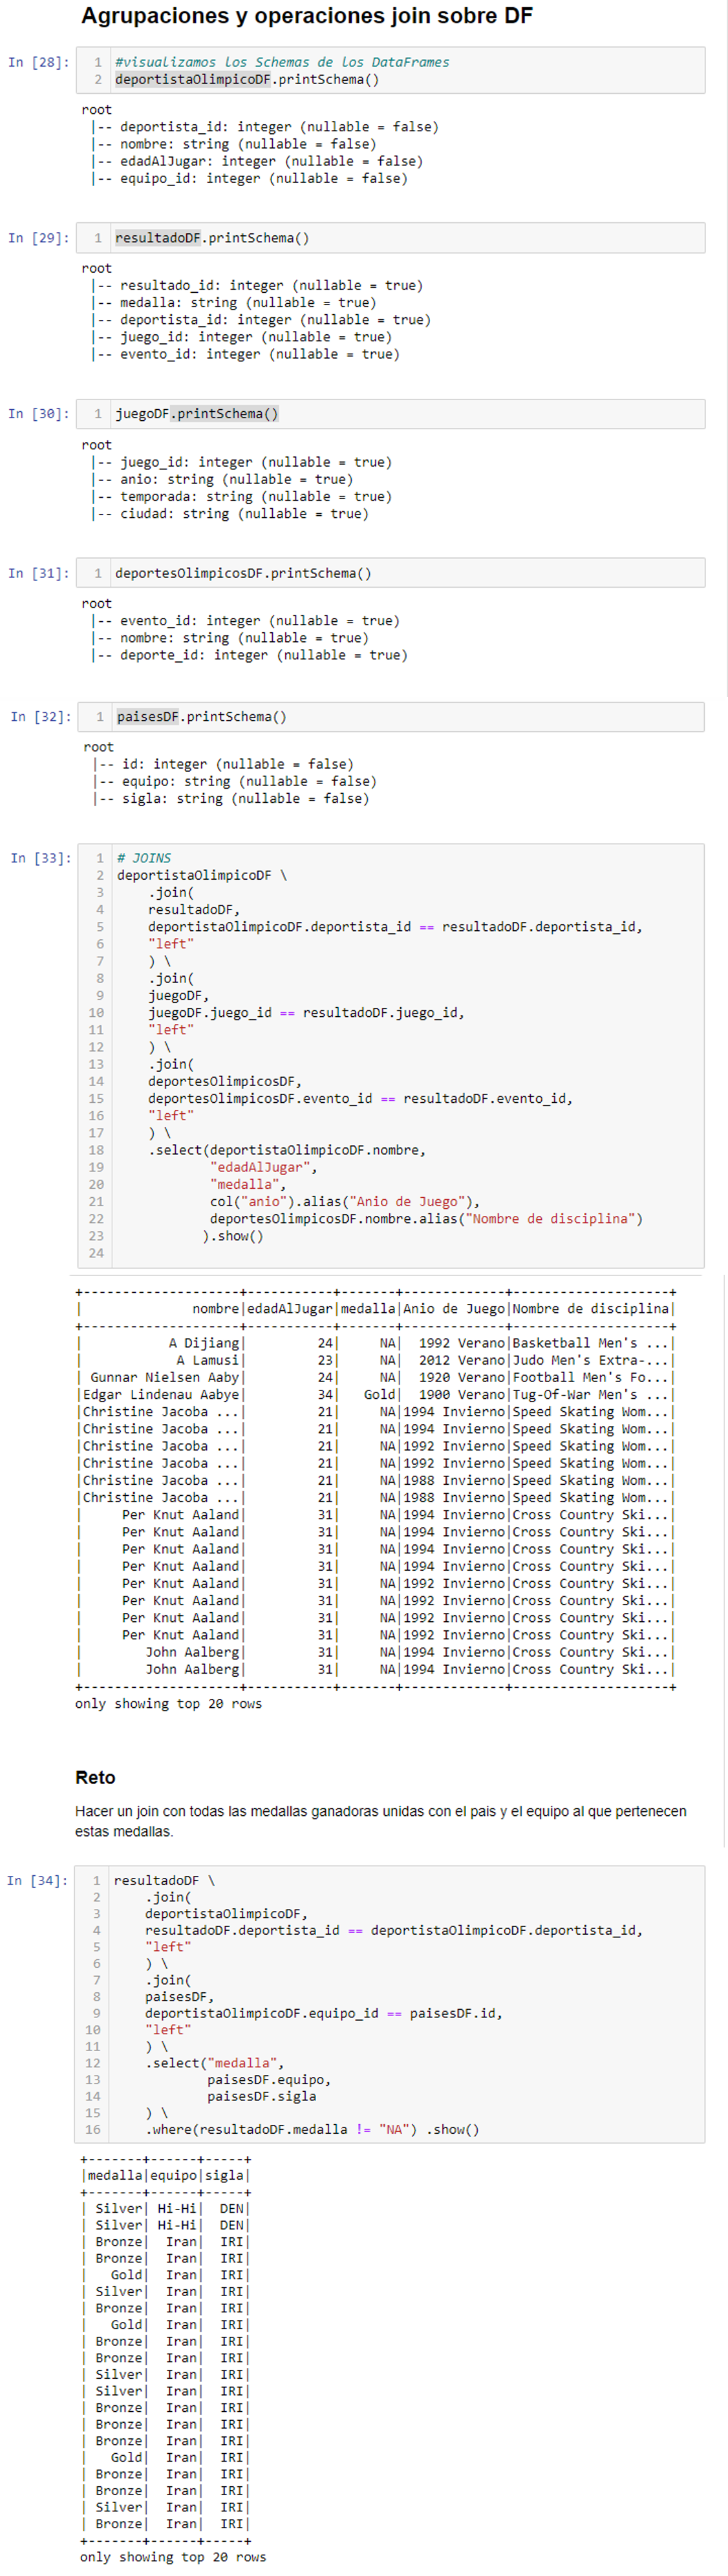 Agrupaciones y operaciones join sobre DF
In [28]:
1 #visualizamos los Schemas de los DataFrames
2 deportistaOlimpicoDF.printSchema()
root
|-- deportista_id: integer (nullable = false)
|-- nombre: string (nullable = false)
|-- edadAlJugar: integer (nullable = false)
|-- equipo_id: integer (nullable = false)
In [29]:
1 resultadoDF.printSchema()
root
|-- resultado_id: integer (nullable = true)
|-- medalla: string (nullable = true)
|-- deportista_id: integer (nullable = true)
|-- juego_id: integer (nullable = true)
|-- evento_id: integer (nullable = true)
In [30]:
1 juegoDF.printSchema()
root
|-- juego_id: integer (nullable = true)
|-- anio: string (nullable = true)
|-- temporada: string (nullable = true)
|-- ciudad: string (nullable = true)
In [31]:
1 deportesOlimpicosDF.printSchema()
root
|-- evento_id: integer (nullable = true)
|-- nombre: string (nullable = true)
|-- deporte_id: integer (nullable = true)
In [32]:
1 paisesDF.printSchema()
root
|-- id: integer (nullable = false)
|-- equipo: string (nullable = false)
|-- sigla: string (nullable = false)
In [33]:
1 # JOINS
2 deportistaOlimpicoDF \
3     .join(
4     resultadoDF,
5     deportistaOlimpicoDF.deportista_id == resultadoDF.deportista_id,
6     "left"
7     ) \
8     .join(
9     juegoDF,
10     juegoDF.juego_id == resultadoDF.juego_id,
11     "left"
12     ) \
13     .join(
14     deportesOlimpicosDF,
15     deportesOlimpicosDF.evento_id == resultadoDF.evento_id,
16     "left"
17     ) \
18     .select(deportistaOlimpicoDF.nombre,
19             "edadAlJugar",
20             "medalla",
21             col("anio").alias("Anio de Juego"),
22             deportesOlimpicosDF.nombre.alias("Nombre de disciplina")
23            ).show()
24
+--------------------+-----------+-------+-------------+--------------------+
|              nombre|edadAlJugar|medalla|Anio de Juego|Nombre de disciplina|
+--------------------+-----------+-------+-------------+--------------------+
|           A Dijiang|         24|     NA|  1992 Verano|Basketball Men's ...|
|            A Lamusi|         23|     NA|  2012 Verano|Judo Men's Extra-...|
| Gunnar Nielsen Aaby|         24|     NA|  1920 Verano|Football Men's Fo...|
|Edgar Lindenau Aabye|         34|   Gold|  1900 Verano|Tug-Of-War Men's ...|
|Christine Jacoba ...|         21|     NA|1994 Invierno|Speed Skating Wom...|
|Christine Jacoba ...|         21|     NA|1994 Invierno|Speed Skating Wom...|
|Christine Jacoba ...|         21|     NA|1992 Invierno|Speed Skating Wom...|
|Christine Jacoba ...|         21|     NA|1992 Invierno|Speed Skating Wom...|
|Christine Jacoba ...|         21|     NA|1988 Invierno|Speed Skating Wom...|
|Christine Jacoba ...|         21|     NA|1988 Invierno|Speed Skating Wom...|
|     Per Knut Aaland|         31|     NA|1994 Invierno|Cross Country Ski...|
|     Per Knut Aaland|         31|     NA|1994 Invierno|Cross Country Ski...|
|     Per Knut Aaland|         31|     NA|1994 Invierno|Cross Country Ski...|
|     Per Knut Aaland|         31|     NA|1994 Invierno|Cross Country Ski...|
|     Per Knut Aaland|         31|     NA|1992 Invierno|Cross Country Ski...|
|     Per Knut Aaland|         31|     NA|1992 Invierno|Cross Country Ski...|
|     Per Knut Aaland|         31|     NA|1992 Invierno|Cross Country Ski...|
|     Per Knut Aaland|         31|     NA|1992 Invierno|Cross Country Ski...|
|        John Aalberg|         31|     NA|1994 Invierno|Cross Country Ski...|
|        John Aalberg|         31|     NA|1994 Invierno|Cross Country Ski...|
+--------------------+-----------+-------+-------------+--------------------+
only showing top 20 rows
Reto
Hacer un join con todas las medallas ganadoras unidas con el pais y el equipo al que pertenecen
estas medallas.
In [34]:
1 resultadoDF \
2     .join(
3     deportistaOlimpicoDF,
4     resultadoDF.deportista_id == deportistaOlimpicoDF.deportista_id,
5     "left"
6     ) \
7     .join(
8     paisesDF,
9     deportistaOlimpicoDF.equipo_id == paisesDF.id,
10     "left"
11     ) \
12     .select("medalla",
13             paisesDF.equipo,
14             paisesDF.sigla
15     ) \
16     .where(resultadoDF.medalla != "NA") .show()
+-------+------+-----+
|medalla|equipo|sigla|
+-------+------+-----+
| Silver| Hi-Hi|  DEN|
| Silver| Hi-Hi|  DEN|
| Bronze|  Iran|  IRI|
| Bronze|  Iran|  IRI|
|   Gold|  Iran|  IRI|
| Silver|  Iran|  IRI|
| Bronze|  Iran|  IRI|
|   Gold|  Iran|  IRI|
| Bronze|  Iran|  IRI|
| Bronze|  Iran|  IRI|
| Silver|  Iran|  IRI|
| Silver|  Iran|  IRI|
| Bronze|  Iran|  IRI|
| Bronze|  Iran|  IRI|
| Bronze|  Iran|  IRI|
|   Gold|  Iran|  IRI|
| Bronze|  Iran|  IRI|
| Bronze|  Iran|  IRI|
| Silver|  Iran|  IRI|
| Bronze|  Iran|  IRI|
+-------+------+-----+
only showing top 20 rows